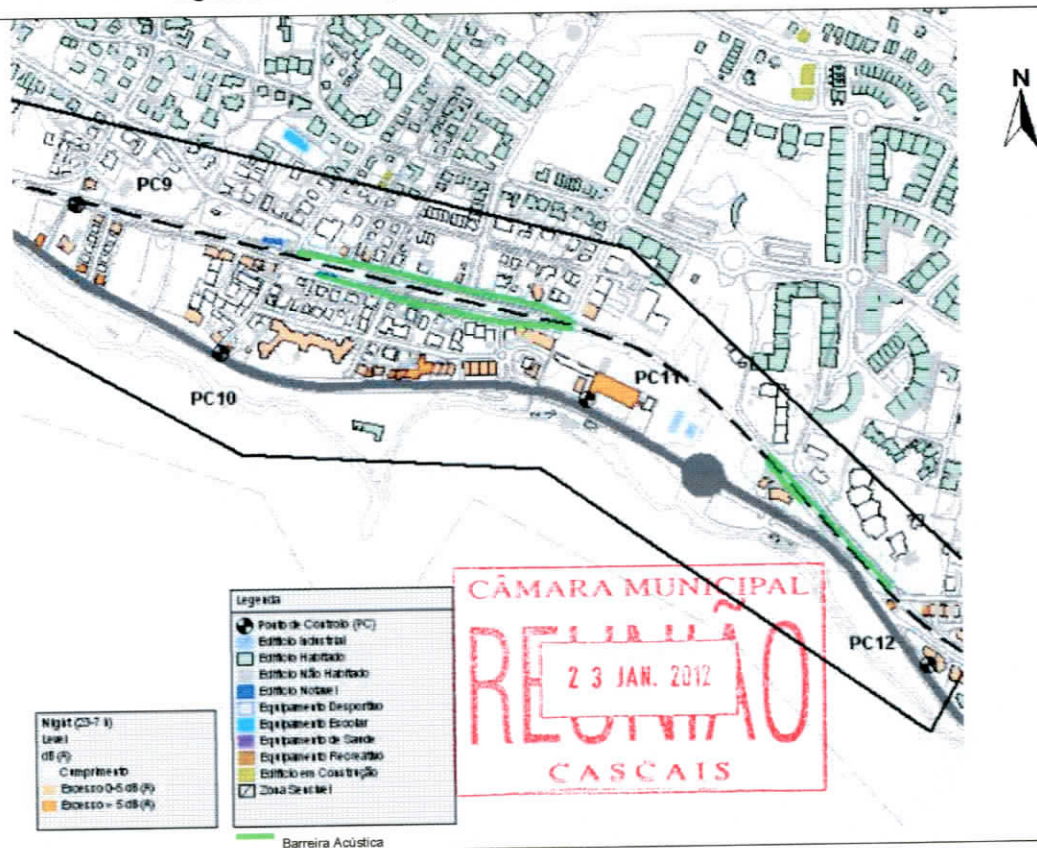 N
PC9
PC10
PC11
PC12
Legenda
Ponto de Controlo (PC)
Edifício Industrial
Edifício Habitado
Edifício Não Habitado
Edifício Notável
Equipamento Desportivo
Equipamento Escolar
Equipamento de Saúde
Equipamento Recreativo
Edifício em Construção
Zona Sensível
Night (23-7 h)
Level
dB (A)
Cumprimento
Excesso 0-5 dB (A)
Excesso > 5 dB (A)
Barreira Acústica
CÂMARA MUNICIPAL
REUNIÃO
23 JAN. 2012
CASCAIS